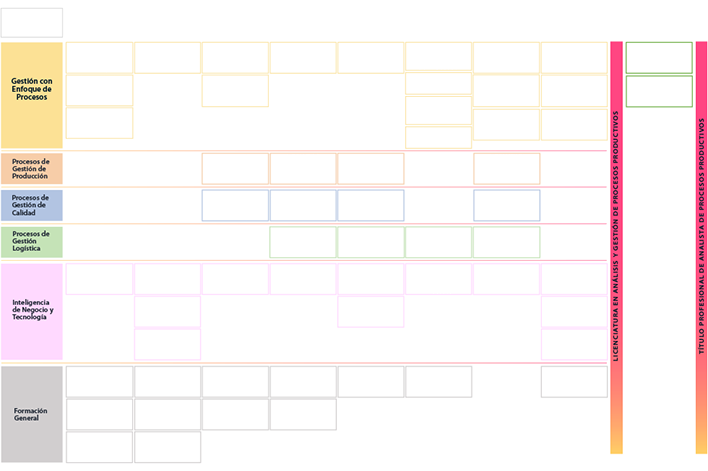 Gestión con
Enfoque de
Procesos
Procesos de
Gestión de
Producción
Procesos de
Gestión de
Calidad
Procesos de
Gestión
Logística
Inteligencia
de Negocio y
Tecnología
Formación
General
LICENCIATURA EN ANÁLISIS Y GESTIÓN DE PROCESOS PRODUCTIVOS
TÍTULO PROFESIONAL DE ANALISTA DE PROCESOS PRODUCTIVOS